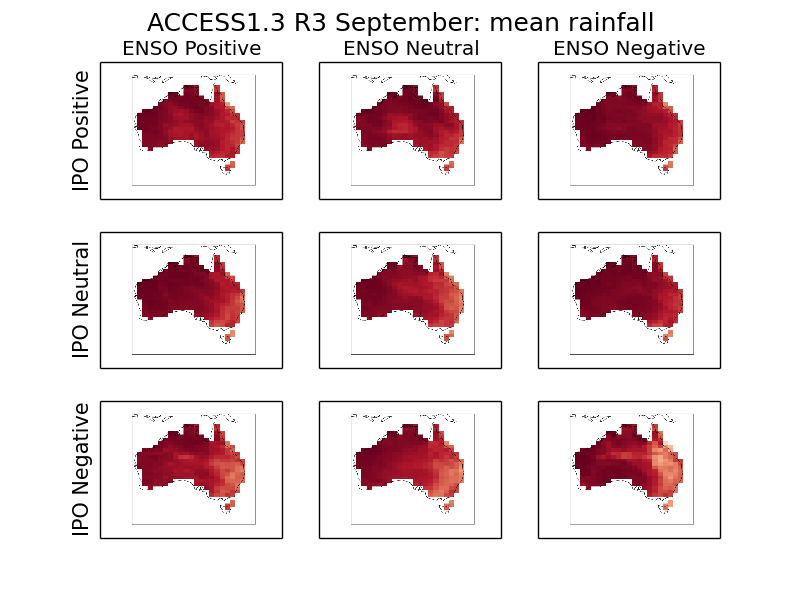 ACCESS1.3 R3 September: mean rainfall
ENSO Positive
ENSO Neutral
ENSO Negative
IPO Positive
IPO Neutral
IPO Negative